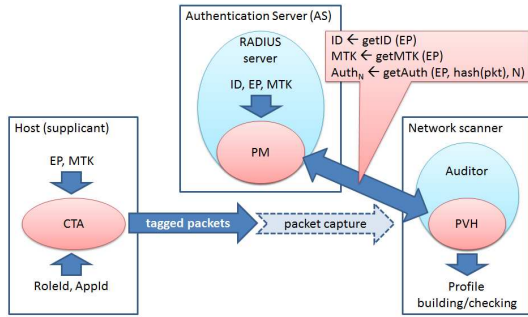 Authentication Server (AS)
RADIUS
server
ID, EP, MTK
PM
ID ← getID (EP)
MTK ← getMTK (EP)
Auth_N ← getAuth (EP, hash(pkt), N)
Host (supplicant)
EP, MTK
CTA
RoleId, AppId
tagged packets
packet capture
Network scanner
Auditor
PVH
Profile
building/checking